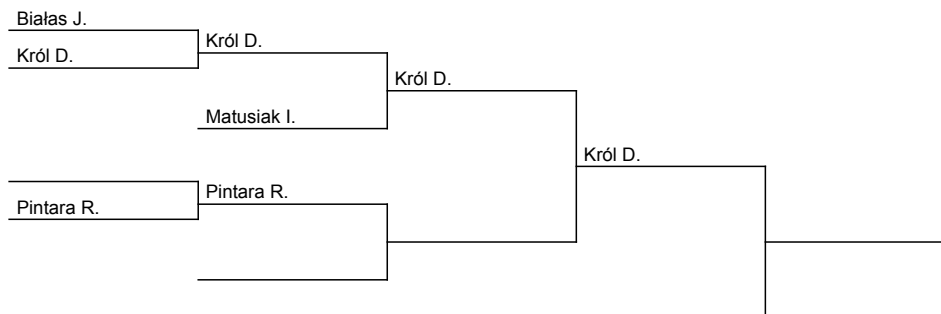 Białas J.
Król D.
Król D.
Król D.
Matusiak I.
Król D.
Pintara R.
Pintara R.